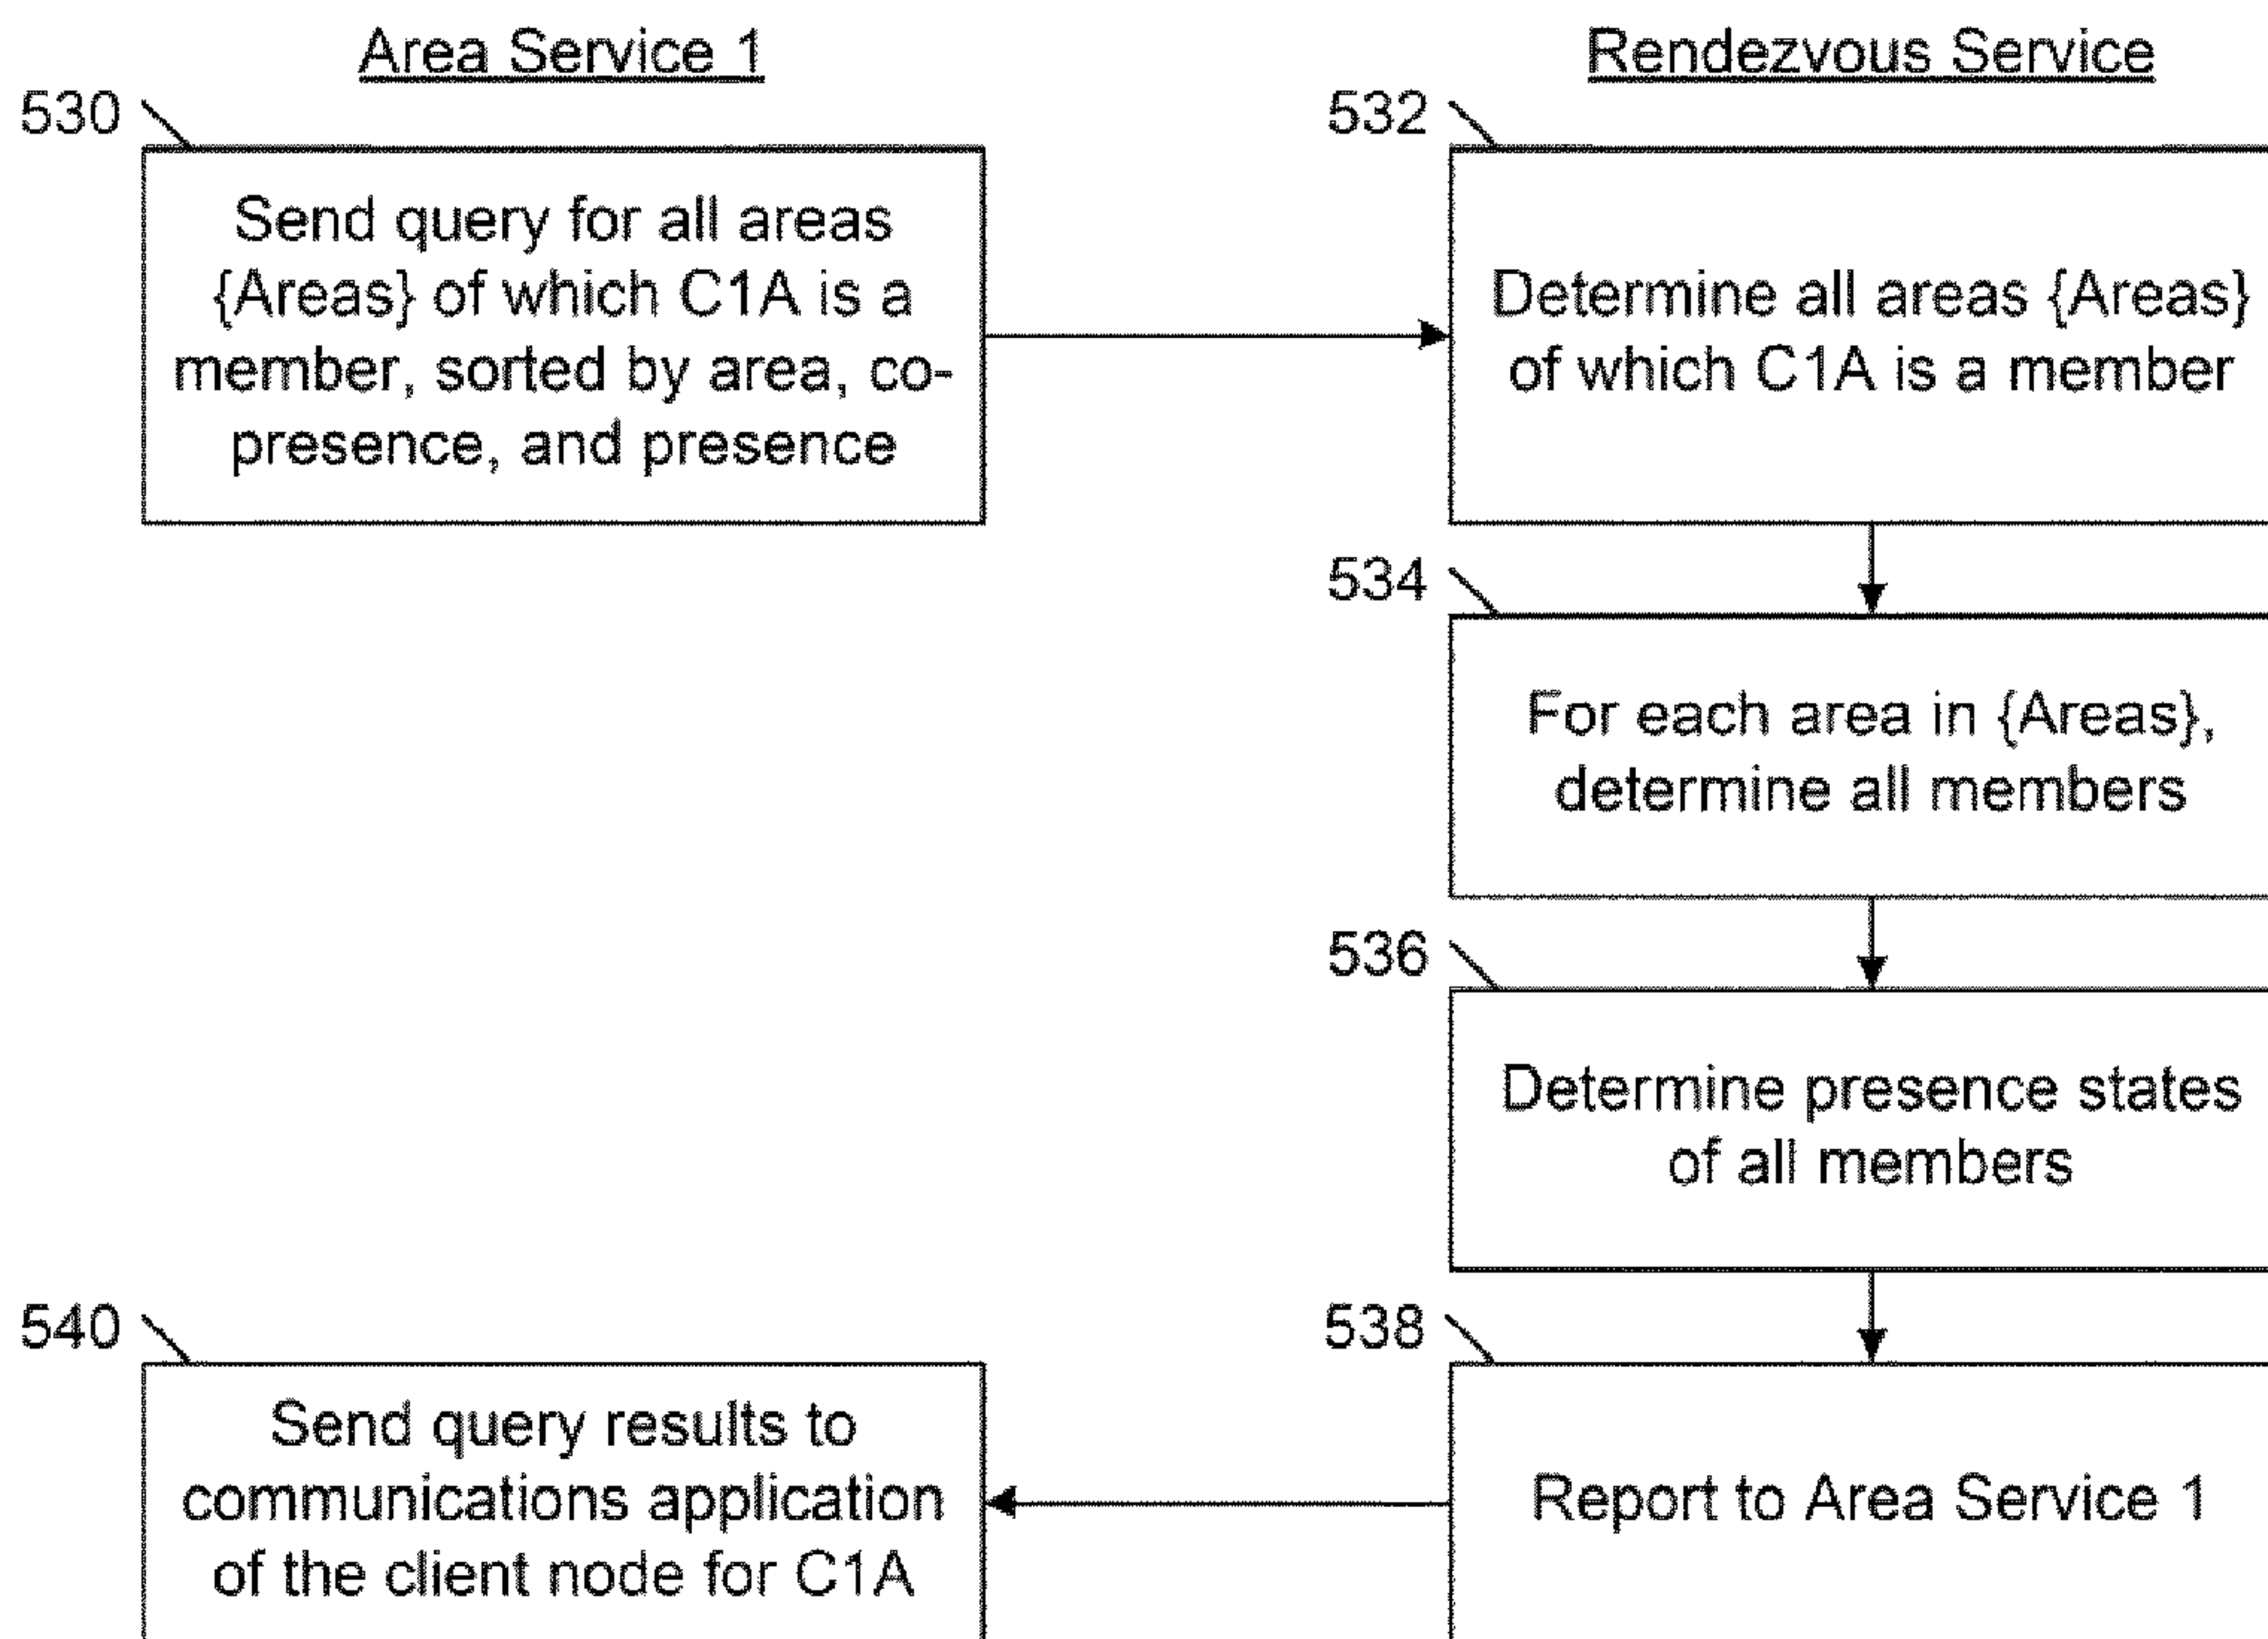 Area Service 1
Rendezvous Service
530
532
Send query for all areas
{Areas} of which C1A is a
member, sorted by area, co-
presence, and presence
Determine all areas {Areas}
of which C1A is a member
534
For each area in {Areas},
determine all members
536
Determine presence states
of all members
540
538
Send query results to
communications application
of the client node for C1A
Report to Area Service 1